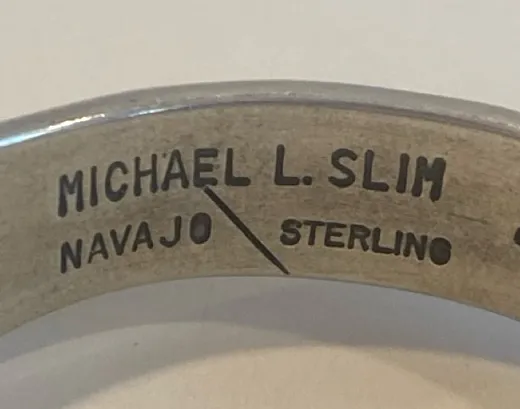 MICHAEL L. SLIM
NAVAJO STERLING